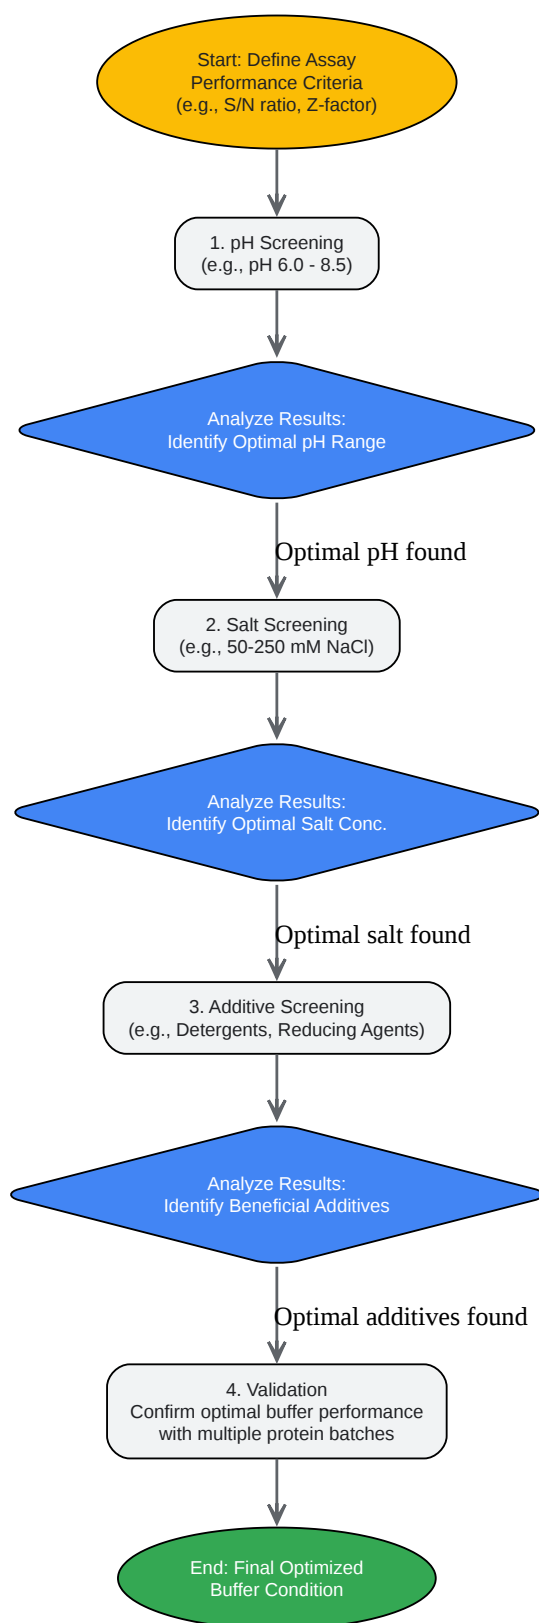 Start: Define Assay
Performance Criteria
(e.g., S/N ratio, Z-factor)
1. pH Screening
(e.g., pH 6.0 - 8.5)
Analyze Results:
Identify Optimal pH Range
Optimal pH found
2. Salt Screening
(e.g., 50-250 mM NaCl)
Analyze Results:
Identify Optimal Salt Conc.
Optimal salt found
3. Additive Screening
(e.g., Detergents, Reducing Agents)
Analyze Results:
Identify Beneficial Additives
Optimal additives found
4. Validation
Confirm optimal buffer performance
with multiple protein batches
End: Final Optimized
Buffer Condition